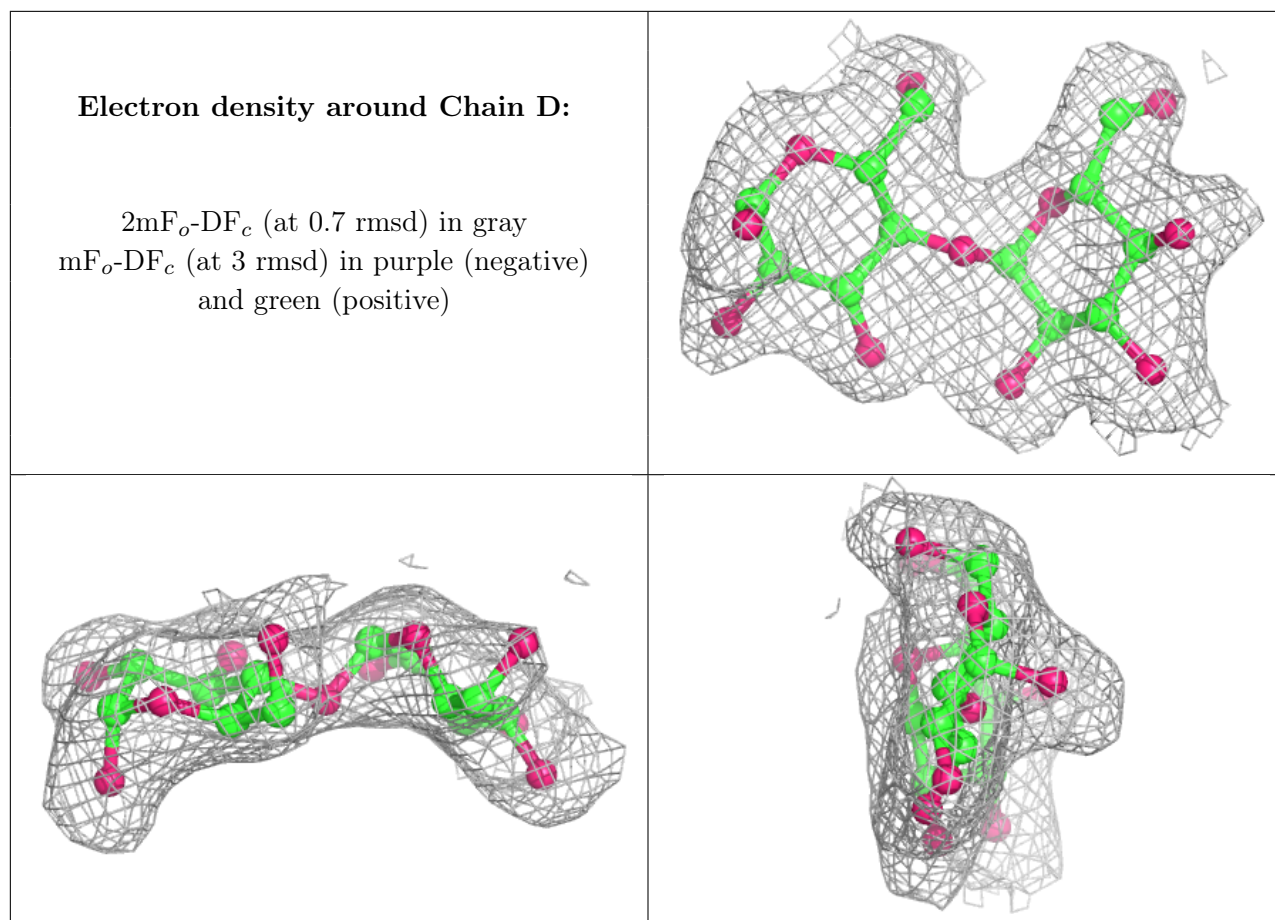 Electron density around Chain D:
2mFₒ-DF𝒸 (at 0.7 rmsd) in gray
mFₒ-DF𝒸 (at 3 rmsd) in purple (negative)
and green (positive)